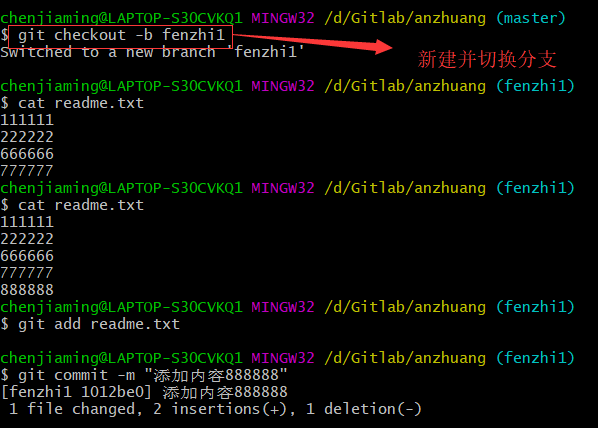 chenjiaming@LAPTOP-S3OCVKQ1 MINGW32 /d/Gitlab/anzhuang (master)
$ git checkout -b fenzhi1
Switched to a new branch 'fenzhi1'
新建并切换分支
chenjiaming@LAPTOP-S3OCVKQ1 MINGW32 /d/Gitlab/anzhuang (fenzhi1)
$ cat readme.txt
111111
222222
666666
777777
chenjiaming@LAPTOP-S3OCVKQ1 MINGW32 /d/Gitlab/anzhuang (fenzhi1)
$ cat readme.txt
111111
222222
666666
777777
888888
chenjiaming@LAPTOP-S3OCVKQ1 MINGW32 /d/Gitlab/anzhuang (fenzhi1)
$ git add readme.txt
chenjiaming@LAPTOP-S3OCVKQ1 MINGW32 /d/Gitlab/anzhuang (fenzhi1)
$ git commit -m "添加内容888888"
[fenzhi1 1012be0] 添加内容888888
1 file changed, 2 insertions(+), 1 deletion(-)